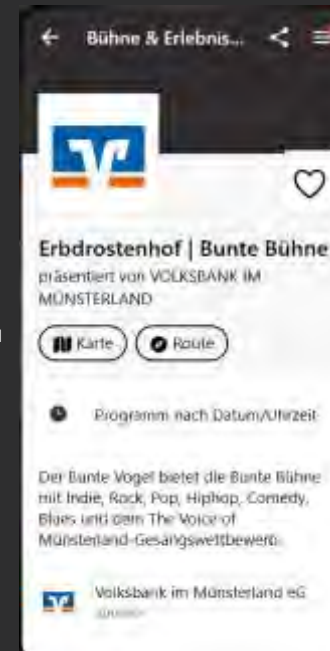 Bühne & Erlebnis...
Erbdrostenhof | Bunte Bühne
präsentiert von VOLKSBANK IM
MÜNSTERLAND
Karte
Route
Programm nach Datum/Uhrzeit
Der Bunte Vogel bietet die Bunte Bühne
mit Indie, Rock, Pop, Hiphop, Comedy,
Blues und dem The Voice of
Münsterland-Gesangswettbewerb.
Volksbank im Münsterland eG